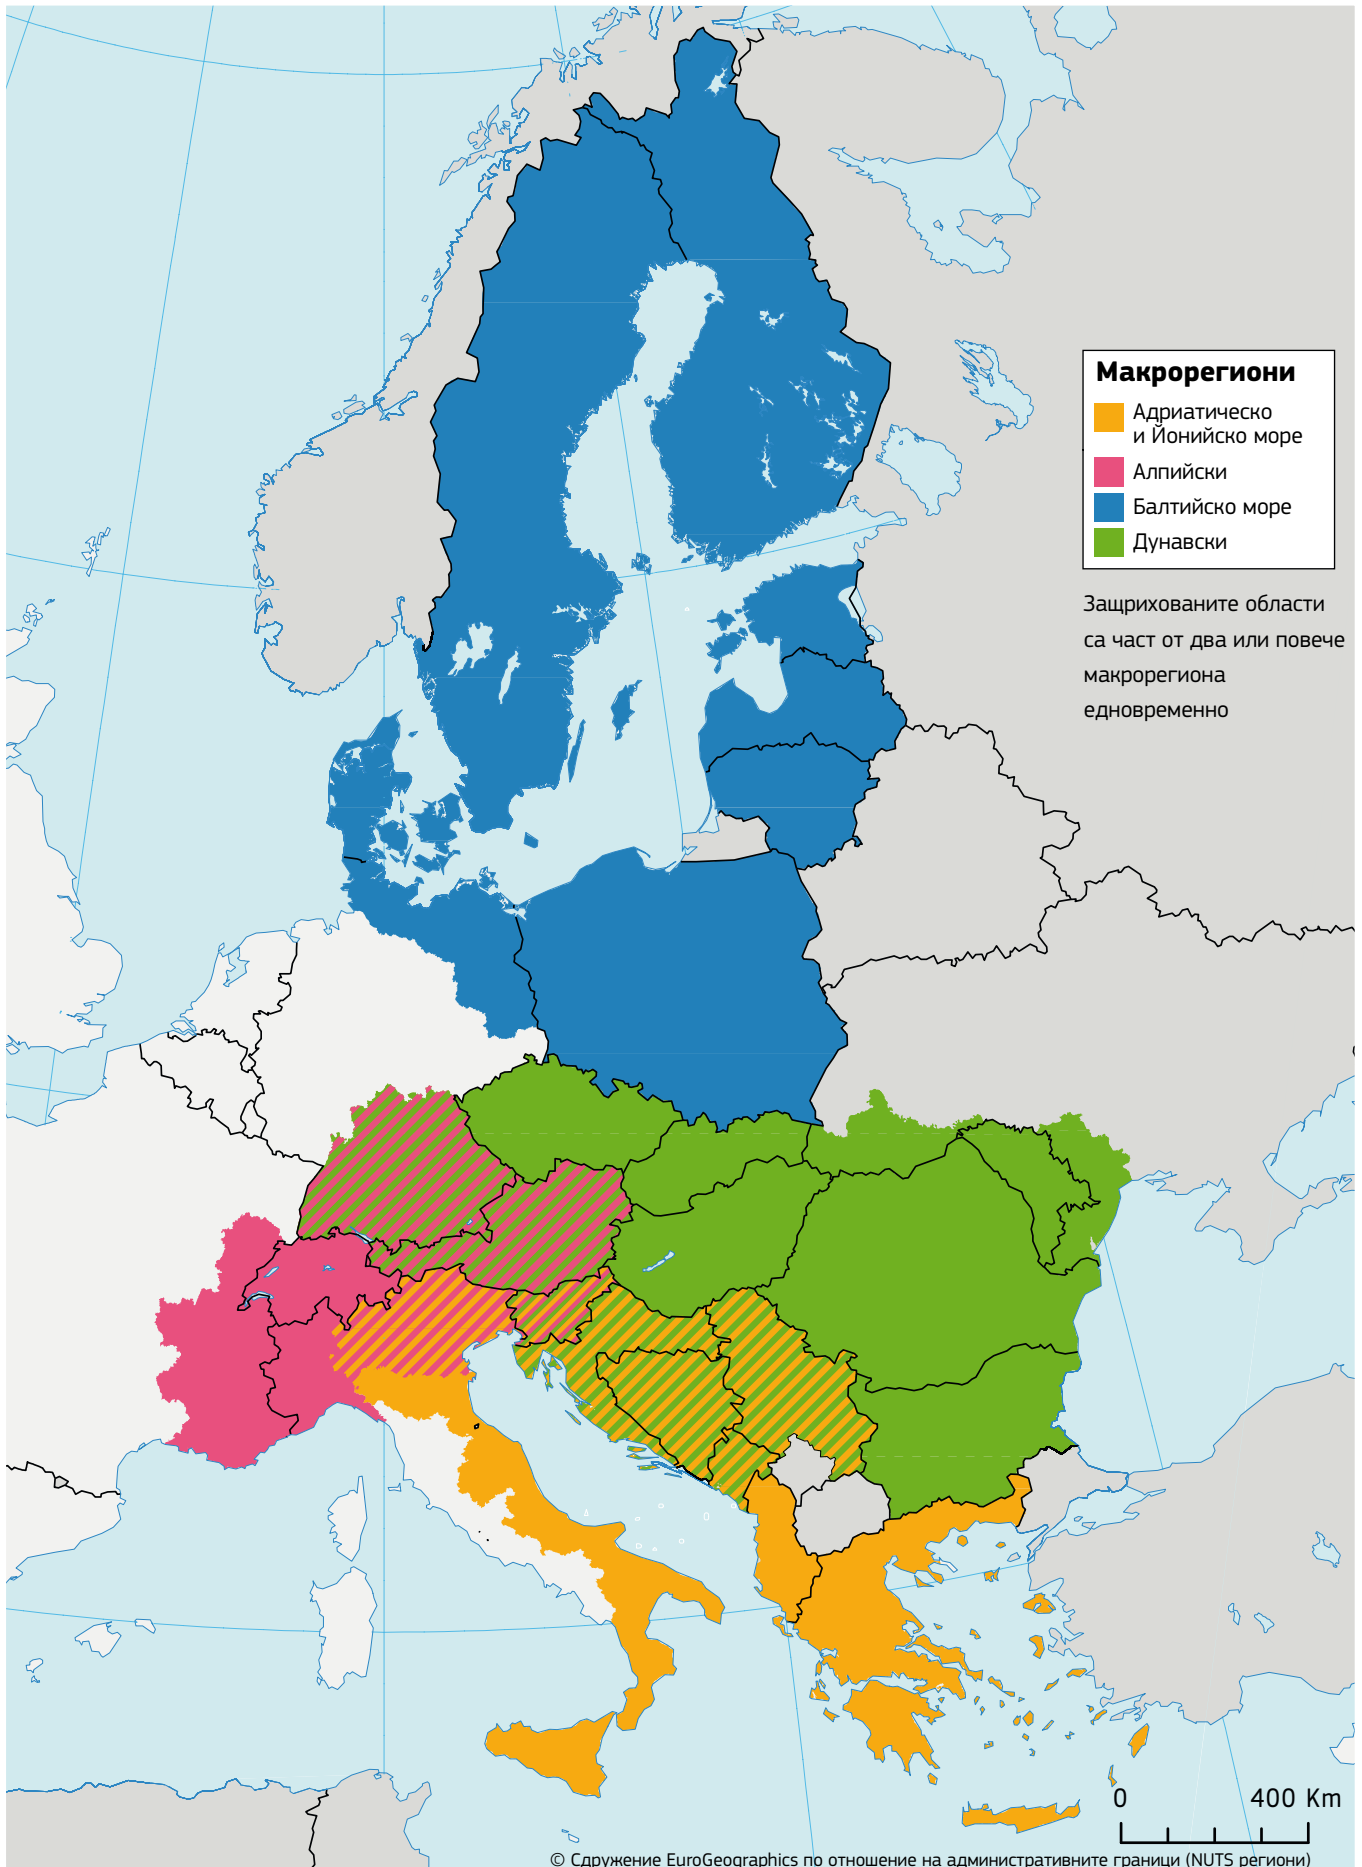 Макрорегиони
Адриатическо
и Йонийско море
Алпийски
Балтийско море
Дунавски
Защрихованите области
са част от два или повече
макрорегиона
едновременно
0 400 Km
© Сдружение EuroGeographics по отношение на административните граници (NUTS региони)